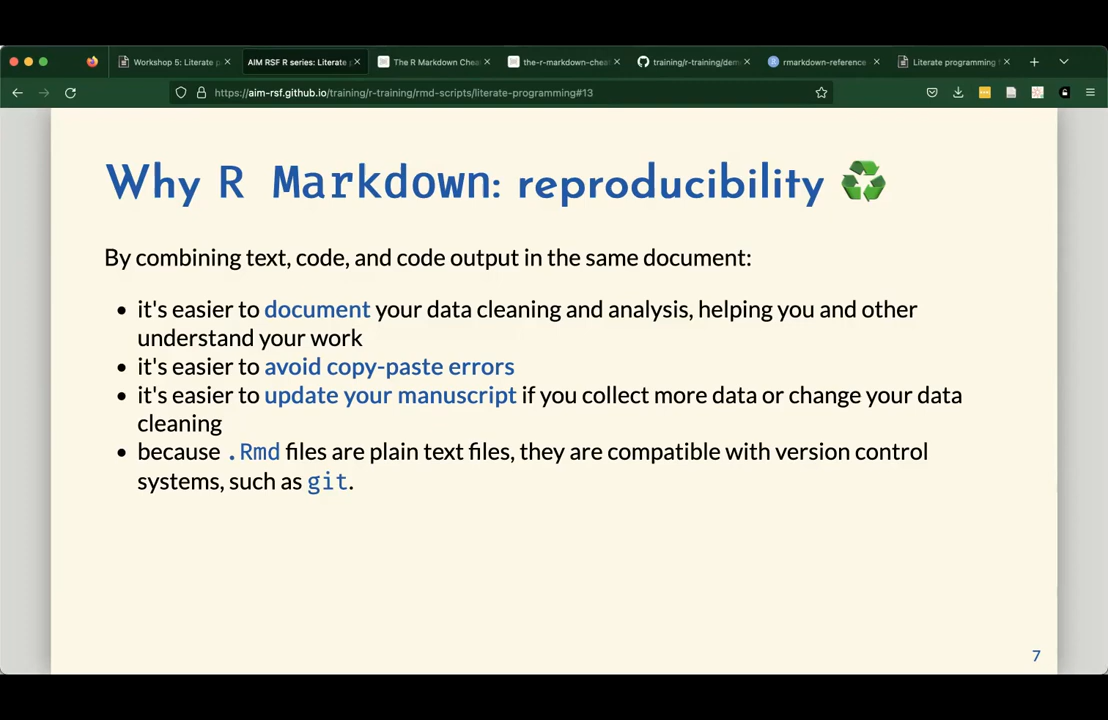 Workshop 5: Literate p
AIM RSF R series: Literate
The R Markdown Chea
the-r-markdown-cheat
training/r-training/dem
rmarkdown-reference
Literate programming
https://aim-rsf.github.io/training/r-training/rmd-scripts/literate-programming#13
Why R Markdown: reproducibility
By combining text, code, and code output in the same document:
• it's easier to document your data cleaning and analysis, helping you and other
understand your work
• it's easier to avoid copy-paste errors
• it's easier to update your manuscript if you collect more data or change your data
cleaning
• because .Rmd files are plain text files, they are compatible with version control
systems, such as git.
7